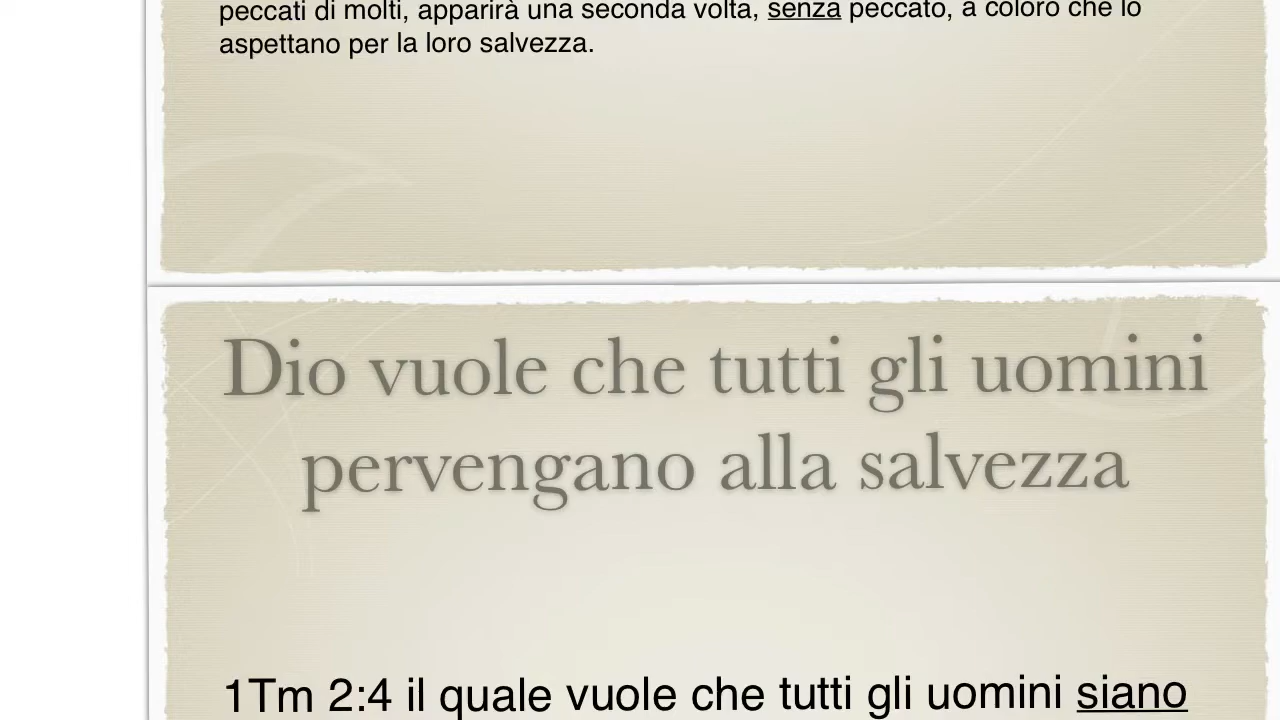 peccati di molti, apparirà una seconda volta, senza peccato, a coloro che lo
aspettano per la loro salvezza.
Dio vuole che tutti gli uomini
pervengano alla salvezza
1Tm 2:4 il quale vuole che tutti gli uomini siano